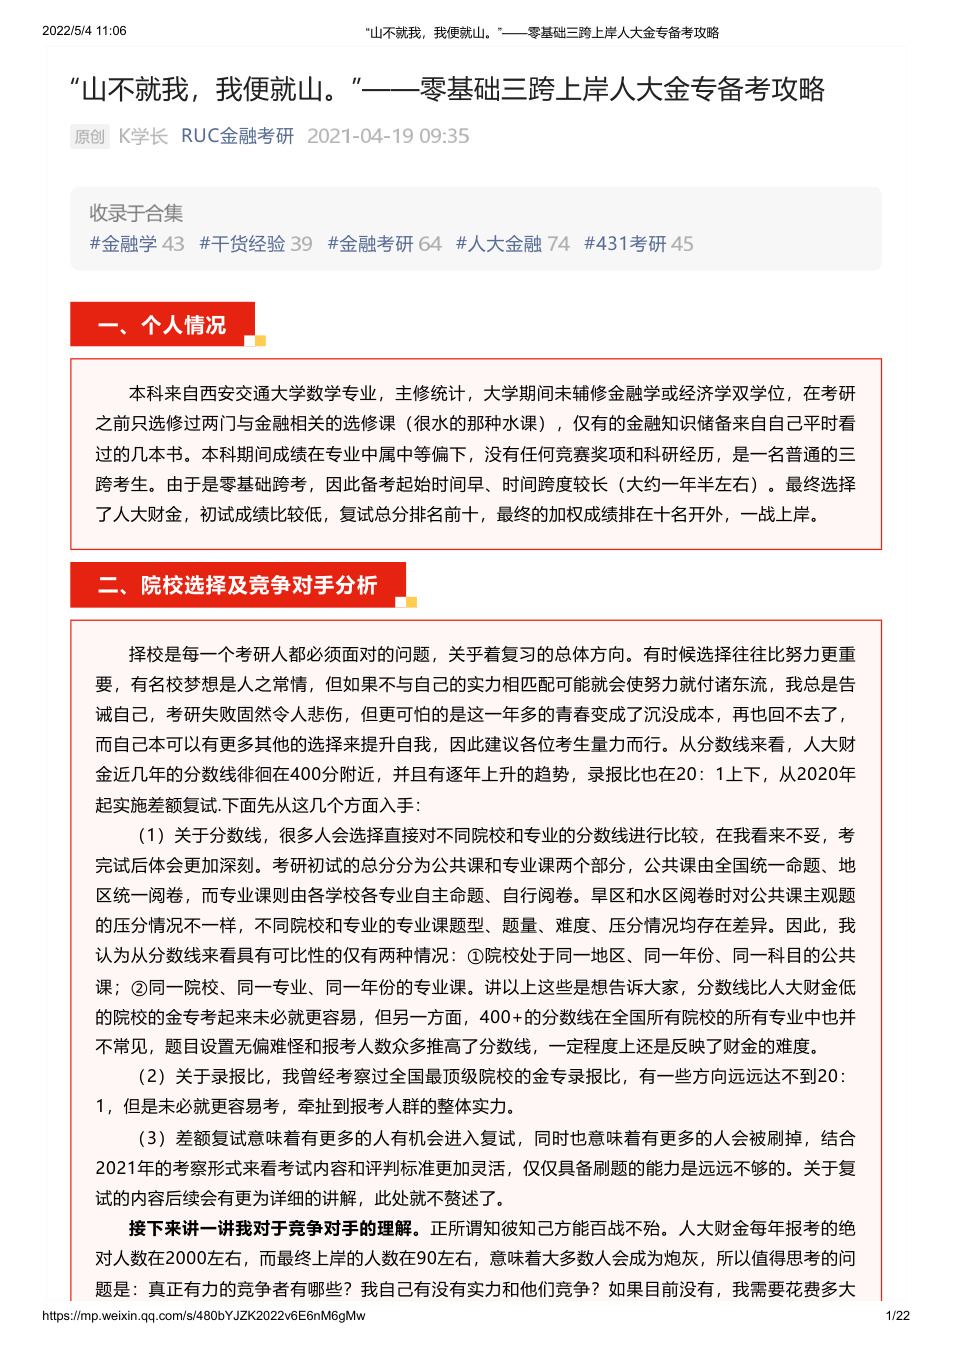 2022/5/4 11:06
“山不就我，我便就山。”——零基础三跨上岸人大金专备考攻略
“山不就我，我便就山。”——零基础三跨上岸人大金专备考攻略
原创 K学长 RUC金融考研 2021-04-19 09:35
收录于合集
#金融学 43 #干货经验 39 #金融考研 64 #人大金融 74 #431考研 45
一、个人情况
本科来自西安交通大学数学专业，主修统计，大学期间未辅修金融学或经济学双学位，在考研
之前只选修过两门与金融相关的选修课（很水的那种水课），仅有的金融知识储备来自自己平时看
过的几本书。本科期间成绩在专业中属中等偏下，没有任何竞赛奖项和科研经历，是一名普通的三
跨考生。由于是零基础跨考，因此备考起始时间早、时间跨度较长（大约一年半左右）。最终选择
了人大财金，初试成绩比较低，复试总分排名前十，最终的加权成绩排在十名开外，一战上岸。
二、院校选择及竞争对手分析
择校是每一个考研人都必须面对的问题，关乎着复习的总体方向。有时候选择往往比努力更重
要，有名校梦想是人之常情，但如果不与自己的实力相匹配可能就会使努力就付诸东流，我总是告
诫自己，考研失败固然令人悲伤，但更可怕的是这一年多的青春变成了沉没成本，再也回不去了，
而自己本可以有更多其他的选择来提升自我，因此建议各位考生量力而行。从分数线来看，人大财
金近几年的分数线徘徊在400分附近，并且有逐年上升的趋势，录报比也在20：1上下，从2020年
起实施差额复试.下面先从这几个方面入手：
（1）关于分数线，很多人会选择直接对不同院校和专业的分数线进行比较，在我看来不妥，考
完试后体会更加深刻。考研初试的总分分为公共课和专业课两个部分，公共课由全国统一命题、地
区统一阅卷，而专业课则由各学校各专业自主命题、自行阅卷。旱区和水区阅卷时对公共课主观题
的压分情况不一样，不同院校和专业的专业课题型、题量、难度、压分情况均存在差异。因此，我
认为从分数线来看具有可比性的仅有两种情况：①院校处于同一地区、同一年份、同一科目的公共
课；②同一院校、同一专业、同一年份的专业课。讲以上这些是想告诉大家，分数线比人大财金低
的院校的金专考起来未必就更容易，但另一方面，400+的分数线在全国所有院校的所有专业中也并
不常见，题目设置无偏难怪和报考人数众多推高了分数线，一定程度上还是反映了财金的难度。
（2）关于录报比，我曾经考察过全国最顶级院校的金专录报比，有一些方向远远达不到20：
1，但是未必就更容易考，牵扯到报考人群的整体实力。
（3）差额复试意味着有更多的人有机会进入复试，同时也意味着有更多的人会被刷掉，结合
2021年的考察形式来看考试内容和评判标准更加灵活，仅仅具备刷题的能力是远远不够的。关于复
试的内容后续会有更为详细的讲解，此处就不赘述了。
接下来讲一讲我对于竞争对手的理解。正所谓知彼知己方能百战不殆。人大财金每年报考的绝
对人数在2000左右，而最终上岸的人数在90左右，意味着大多数人会成为炮灰，所以值得思考的问
题是：真正有力的竞争者有哪些？我自己有没有实力和他们竞争？如果目前没有，我需要花费多大
https://mp.weixin.qq.com/s/480bYJZK2022v6E6nM6gMw
1/22